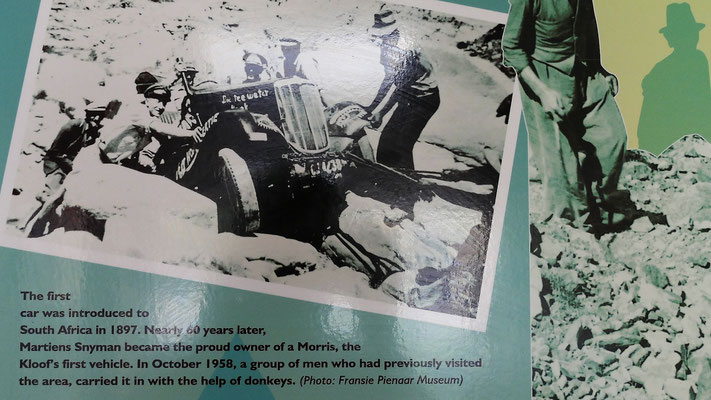 The first
car was introduced to
South Africa in 1897. Nearly 60 years later,
Martiens Snyman became the proud owner of a Morris, the
Kloof's first vehicle. In October 1958, a group of men who had previously visited
the area, carried it in with the help of donkeys. (Photo: Fransie Pienaar Museum)